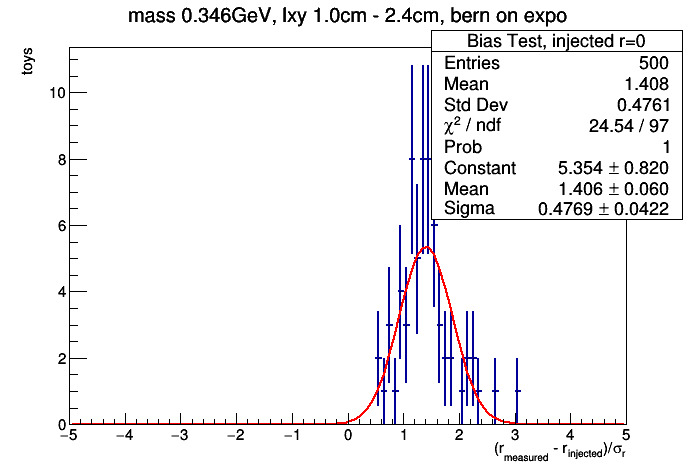 mass 0.346GeV, lxy 1.0cm - 2.4cm, bern on expo
toys
Bias Test, injected r=0
Entries 500
Mean 1.408
Std Dev 0.4761
χ² / ndf 24.54 / 97
Prob 1
Constant 5.354 ± 0.820
Mean 1.406 ± 0.060
Sigma 0.4769 ± 0.0422
10
8
6
4
2
0
−5 −4 −3 −2 −1 0 1 2 3 4 5
(r_measured - r_injected)/σ_r